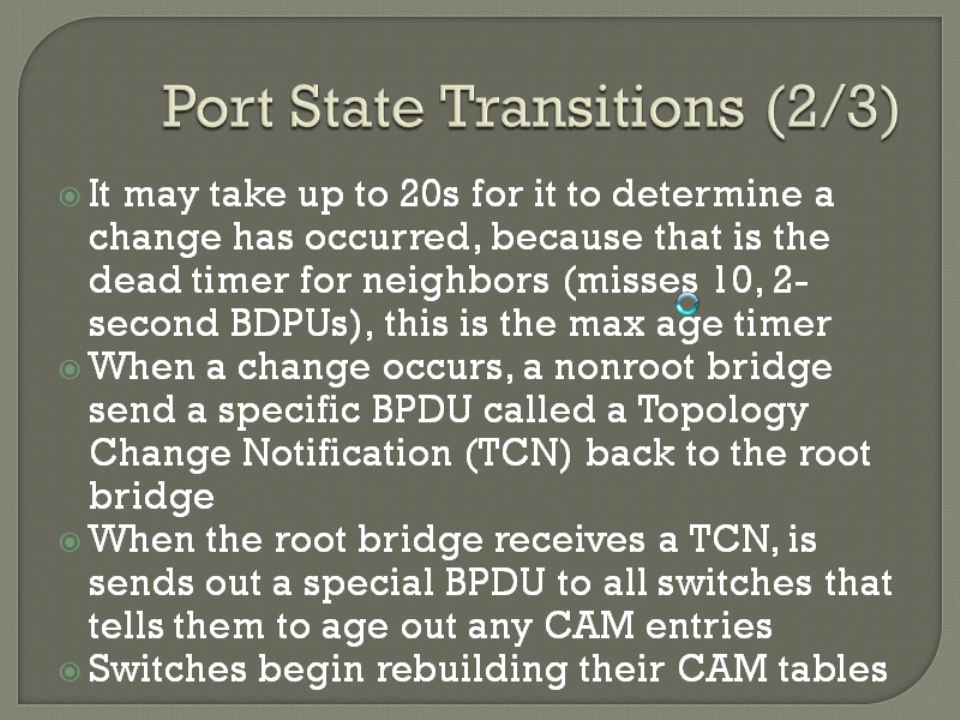 Port State Transitions (2/3)
It may take up to 20s for it to determine a
change has occurred, because that is the
dead timer for neighbors (misses 10, 2-
second BDPUs), this is the max age timer
When a change occurs, a nonroot bridge
send a specific BPDU called a Topology
Change Notification (TCN) back to the root
bridge
When the root bridge receives a TCN, is
sends out a special BPDU to all switches that
tells them to age out any CAM entries
Switches begin rebuilding their CAM tables